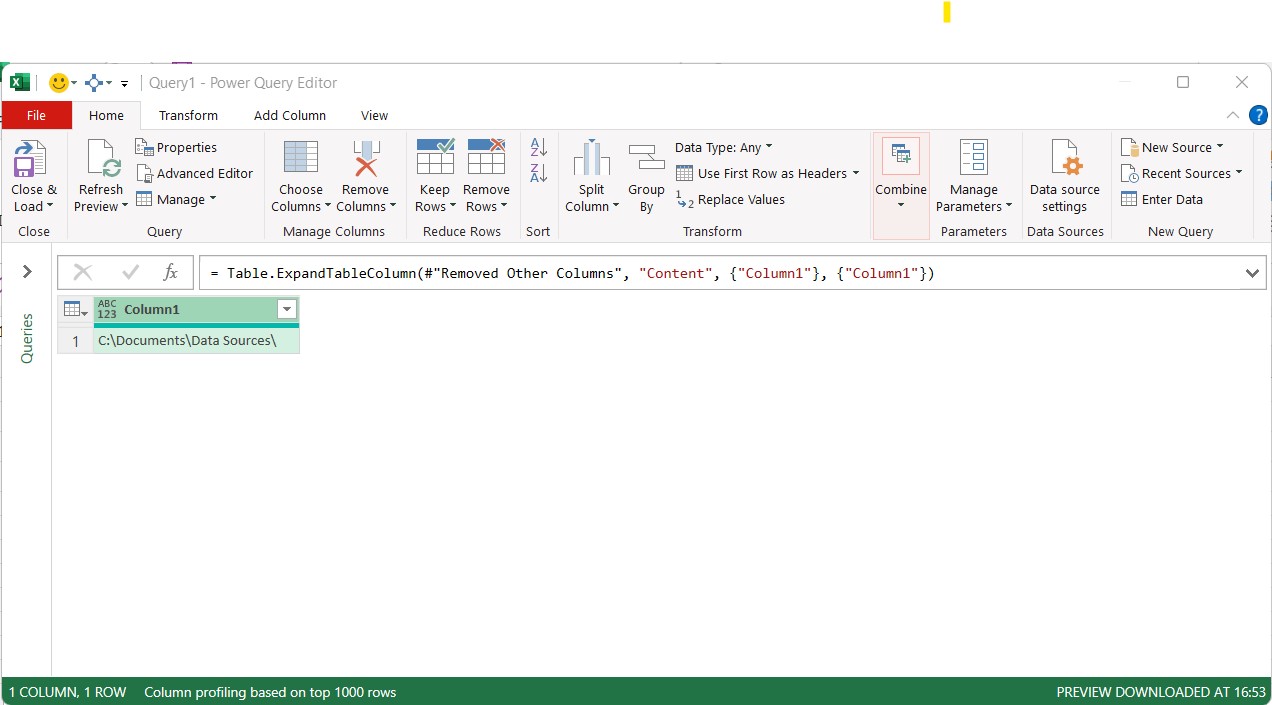 Query1 - Power Query Editor
File Home Transform Add Column View
?
Close & Load
Refresh Preview
Properties
Advanced Editor
Manage
Choose Columns
Remove Columns
Keep Rows
Remove Rows
A Z
Z A
Split Column
Group By
Data Type: Any
Use First Row as Headers
1 2 Replace Values
Combine
Manage Parameters
Data source settings
New Source
Recent Sources
Enter Data
Close Query Manage Columns Reduce Rows Sort Transform Parameters Data Sources New Query
fx = Table.ExpandTableColumn(#"Removed Other Columns", "Content", {"Column1"}, {"Column1"})
Queries
ABC 123 Column1
1 C:\Documents\Data Sources\
1 COLUMN, 1 ROW Column profiling based on top 1000 rows PREVIEW DOWNLOADED AT 16:53